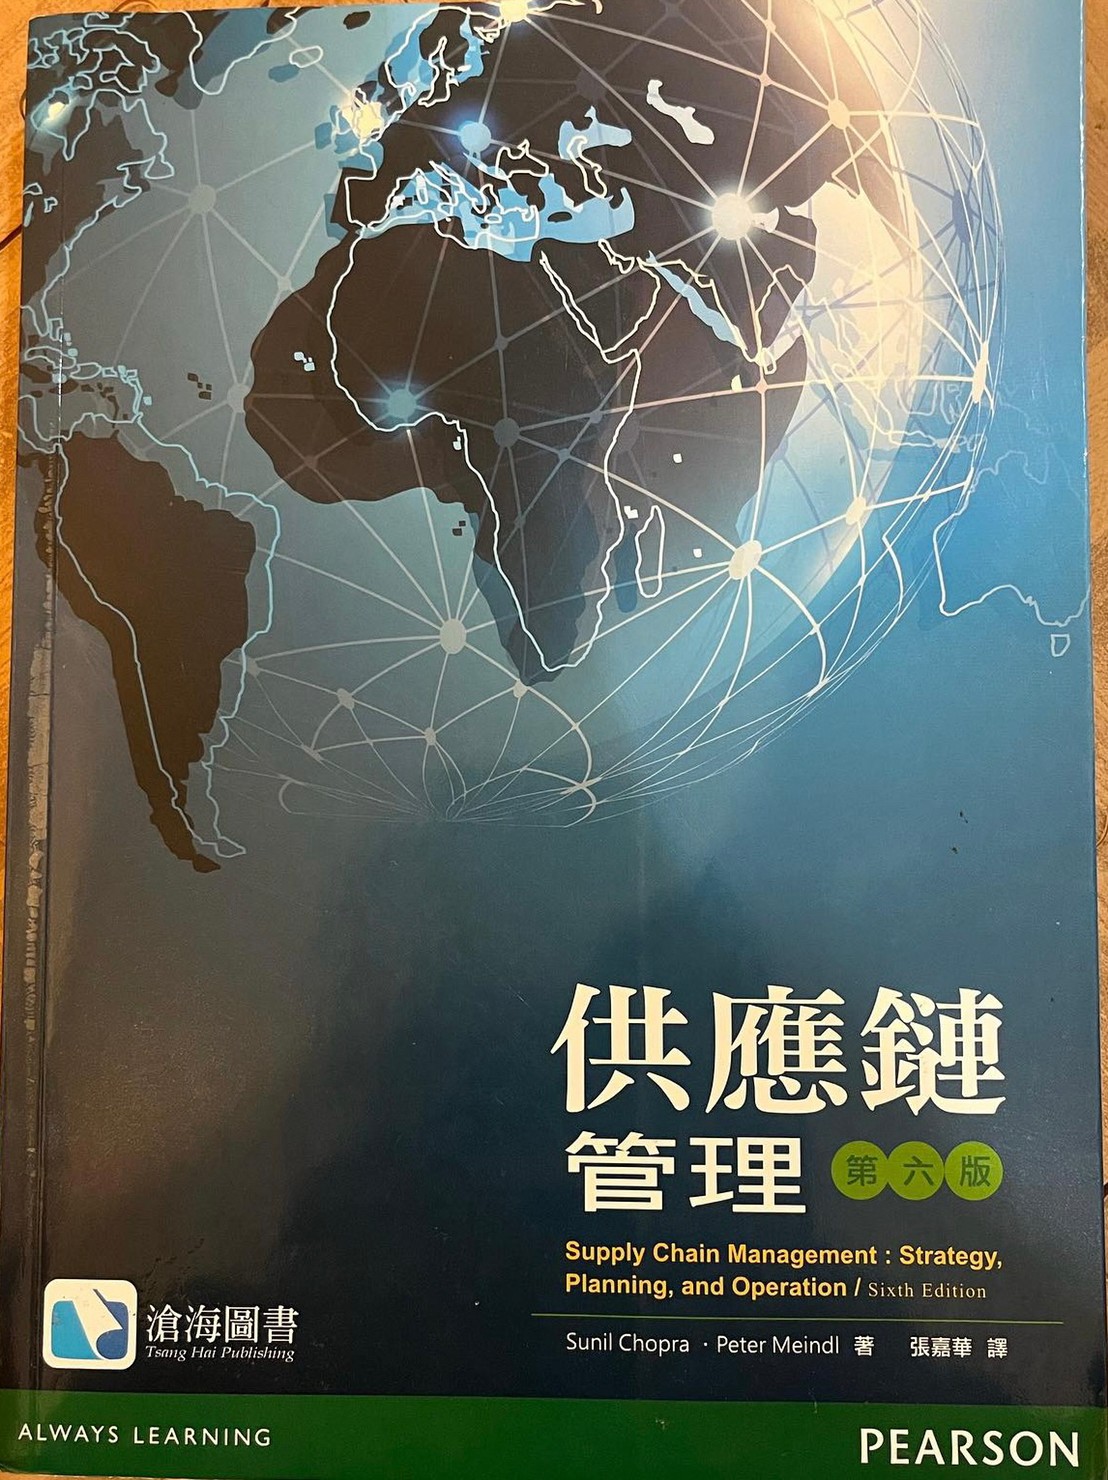 供應鏈
管理 第六版
Supply Chain Management : Strategy,
Planning, and Operation / Sixth Edition
Sunil Chopra · Peter Meindl 著 張嘉華 譯
滄海圖書
Tsang Hai Publishing
ALWAYS LEARNING
PEARSON